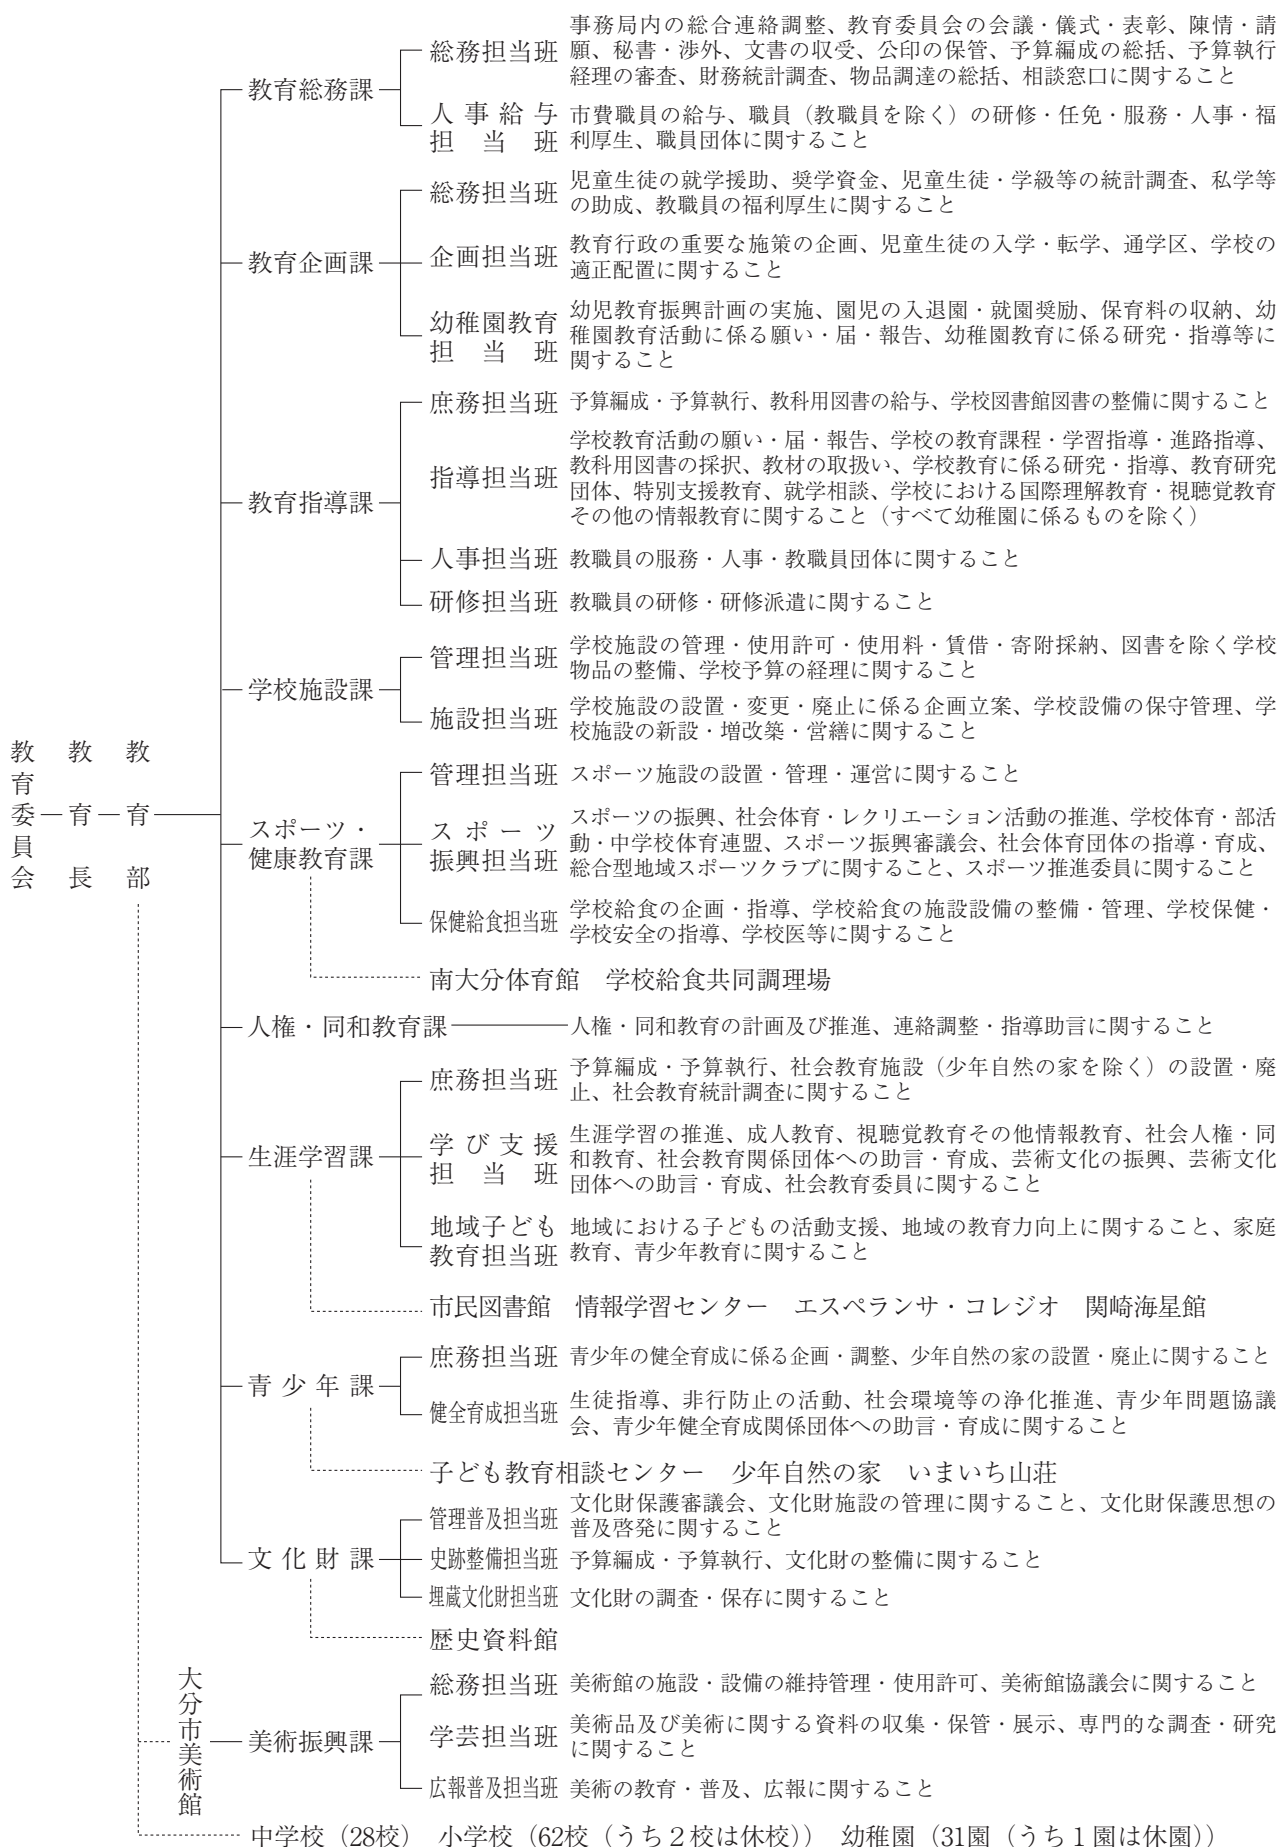 教育委員会
教育長
教育部
教育総務課
総務担当班
事務局内の総合連絡調整、教育委員会の会議・儀式・表彰、陳情・請
願、秘書・渉外、文書の収受、公印の保管、予算編成の総括、予算執行
経理の審査、財務統計調査、物品調達の総括、相談窓口に関すること
人事給与
担当班
市費職員の給与、職員（教職員を除く）の研修・任免・服務・人事・福
利厚生、職員団体に関すること
教育企画課
総務担当班
児童生徒の就学援助、奨学資金、児童生徒・学級等の統計調査、私学等
の助成、教職員の福利厚生に関すること
企画担当班
教育行政の重要な施策の企画、児童生徒の入学・転学、通学区、学校の
適正配置に関すること
幼稚園教育
担当班
幼児教育振興計画の実施、園児の入退園・就園奨励、保育料の収納、幼
稚園教育活動に係る願い・届・報告、幼稚園教育に係る研究・指導等に
関すること
教育指導課
庶務担当班
予算編成・予算執行、教科用図書の給与、学校図書館図書の整備に関すること
指導担当班
学校教育活動の願い・届・報告、学校の教育課程・学習指導・進路指導、
教科用図書の採択、教材の取扱い、学校教育に係る研究・指導、教育研究
団体、特別支援教育、就学相談、学校における国際理解教育・視聴覚教育
その他の情報教育に関すること（すべて幼稚園に係るものを除く）
人事担当班
教職員の服務・人事・教職員団体に関すること
研修担当班
教職員の研修・研修派遣に関すること
学校施設課
管理担当班
学校施設の管理・使用許可・使用料・賃借・寄附採納、図書を除く学校
物品の整備、学校予算の経理に関すること
施設担当班
学校施設の設置・変更・廃止に係る企画立案、学校設備の保守管理、学
校施設の新設・増改築・営繕に関すること
スポーツ・
健康教育課
管理担当班
スポーツ施設の設置・管理・運営に関すること
スポーツ
振興担当班
スポーツの振興、社会体育・レクリエーション活動の推進、学校体育・部活
動・中学校体育連盟、スポーツ振興審議会、社会体育団体の指導・育成、
総合型地域スポーツクラブに関すること、スポーツ推進委員に関すること
保健給食担当班
学校給食の企画・指導、学校給食の施設設備の整備・管理、学校保健・
学校安全の指導、学校医等に関すること
南大分体育館　学校給食共同調理場
人権・同和教育課
人権・同和教育の計画及び推進、連絡調整・指導助言に関すること
生涯学習課
庶務担当班
予算編成・予算執行、社会教育施設（少年自然の家を除く）の設置・廃
止、社会教育統計調査に関すること
学び支援
担当班
生涯学習の推進、成人教育、視聴覚教育その他情報教育、社会人権・同
和教育、社会教育関係団体への助言・育成、芸術文化の振興、芸術文化
団体への助言・育成、社会教育委員に関すること
地域子ども
教育担当班
地域における子どもの活動支援、地域の教育力向上に関すること、家庭
教育、青少年教育に関すること
市民図書館　情報学習センター　エスペランサ・コレジオ　関崎海星館
青少年課
庶務担当班
青少年の健全育成に係る企画・調整、少年自然の家の設置・廃止に関すること
健全育成担当班
生徒指導、非行防止の活動、社会環境等の浄化推進、青少年問題協議
会、青少年健全育成関係団体への助言・育成に関すること
子ども教育相談センター　少年自然の家　いまいち山荘
文化財課
管理普及担当班
文化財保護審議会、文化財施設の管理に関すること、文化財保護思想の
普及啓発に関すること
史跡整備担当班
予算編成・予算執行、文化財の整備に関すること
埋蔵文化財担当班
文化財の調査・保存に関すること
歴史資料館
大分市美術館
美術振興課
総務担当班
美術館の施設・設備の維持管理・使用許可、美術館協議会に関すること
学芸担当班
美術品及び美術に関する資料の収集・保管・展示、専門的な調査・研究
に関すること
広報普及担当班
美術の教育・普及、広報に関すること
中学校（28校）　小学校（62校（うち２校は休校））　幼稚園（31園（うち１園は休園））